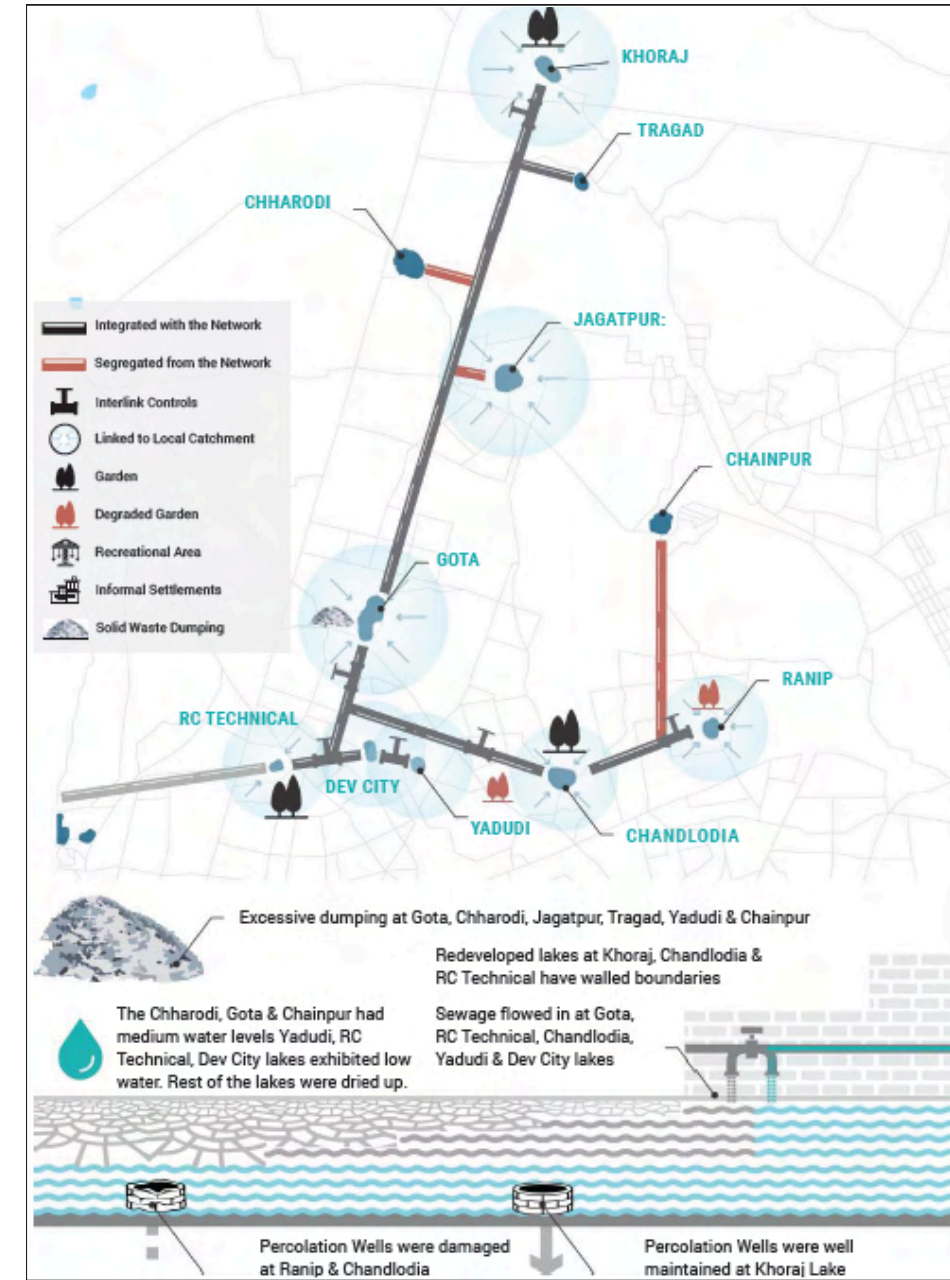 KHORAJ
TRAGAD
CHHARODI
JAGATPUR:
Integrated with the Network
Segregated from the Network
Interlink Controls
Linked to Local Catchment
Garden
Degraded Garden
Recreational Area
Informal Settlements
Solid Waste Dumping
CHAINPUR
GOTA
RANIP
RC TECHNICAL
DEV CITY
YADUDI
CHANDLODIA
Excessive dumping at Gota, Chharodi, Jagatpur, Tragad, Yadudi & Chainpur
Redeveloped lakes at Khoraj, Chandlodia &
RC Technical have walled boundaries
The Chharodi, Gota & Chainpur had
medium water levels Yadudi, RC
Technical, Dev City lakes exhibited low
water. Rest of the lakes were dried up.
Sewage flowed in at Gota,
RC Technical, Chandlodia,
Yadudi & Dev City lakes
Percolation Wells were damaged
at Ranip & Chandlodia
Percolation Wells were well
maintained at Khoraj Lake